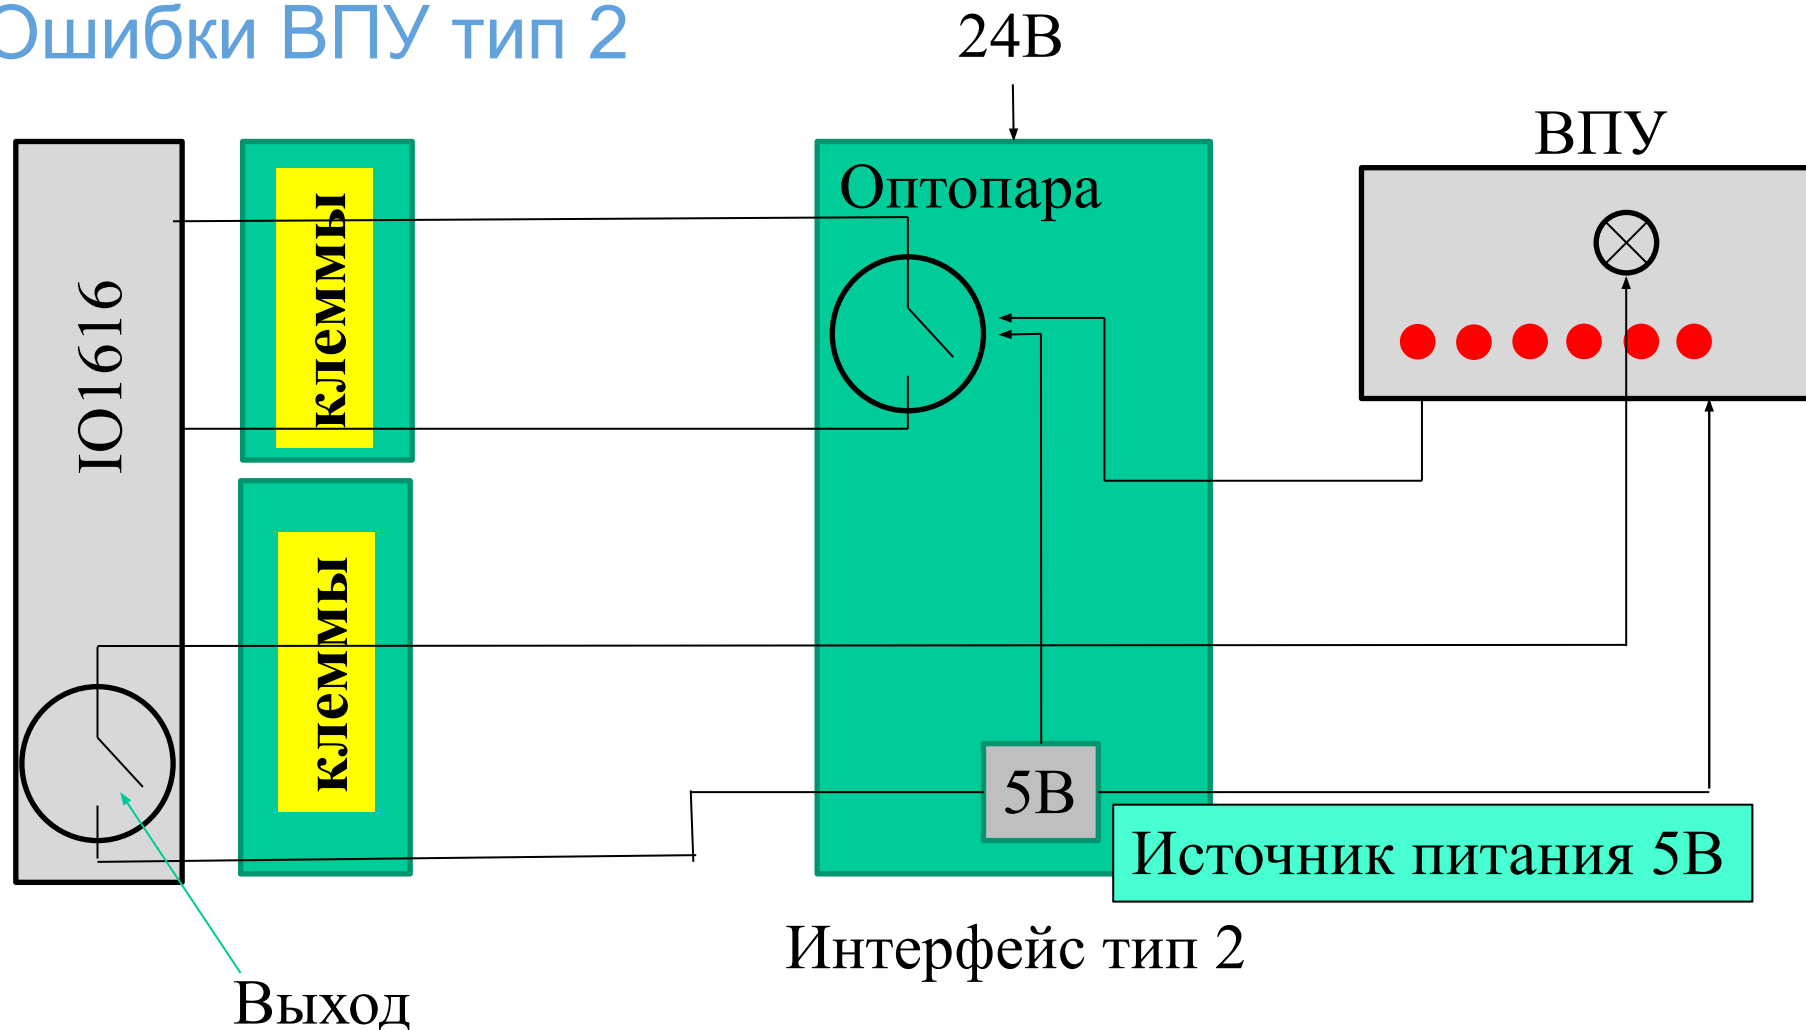 Ошибки ВПУ тип 2
24В
ВПУ
Оптопара
клеммы
IO1616
клеммы
5В
Источник питания 5В
Интерфейс тип 2
Выход